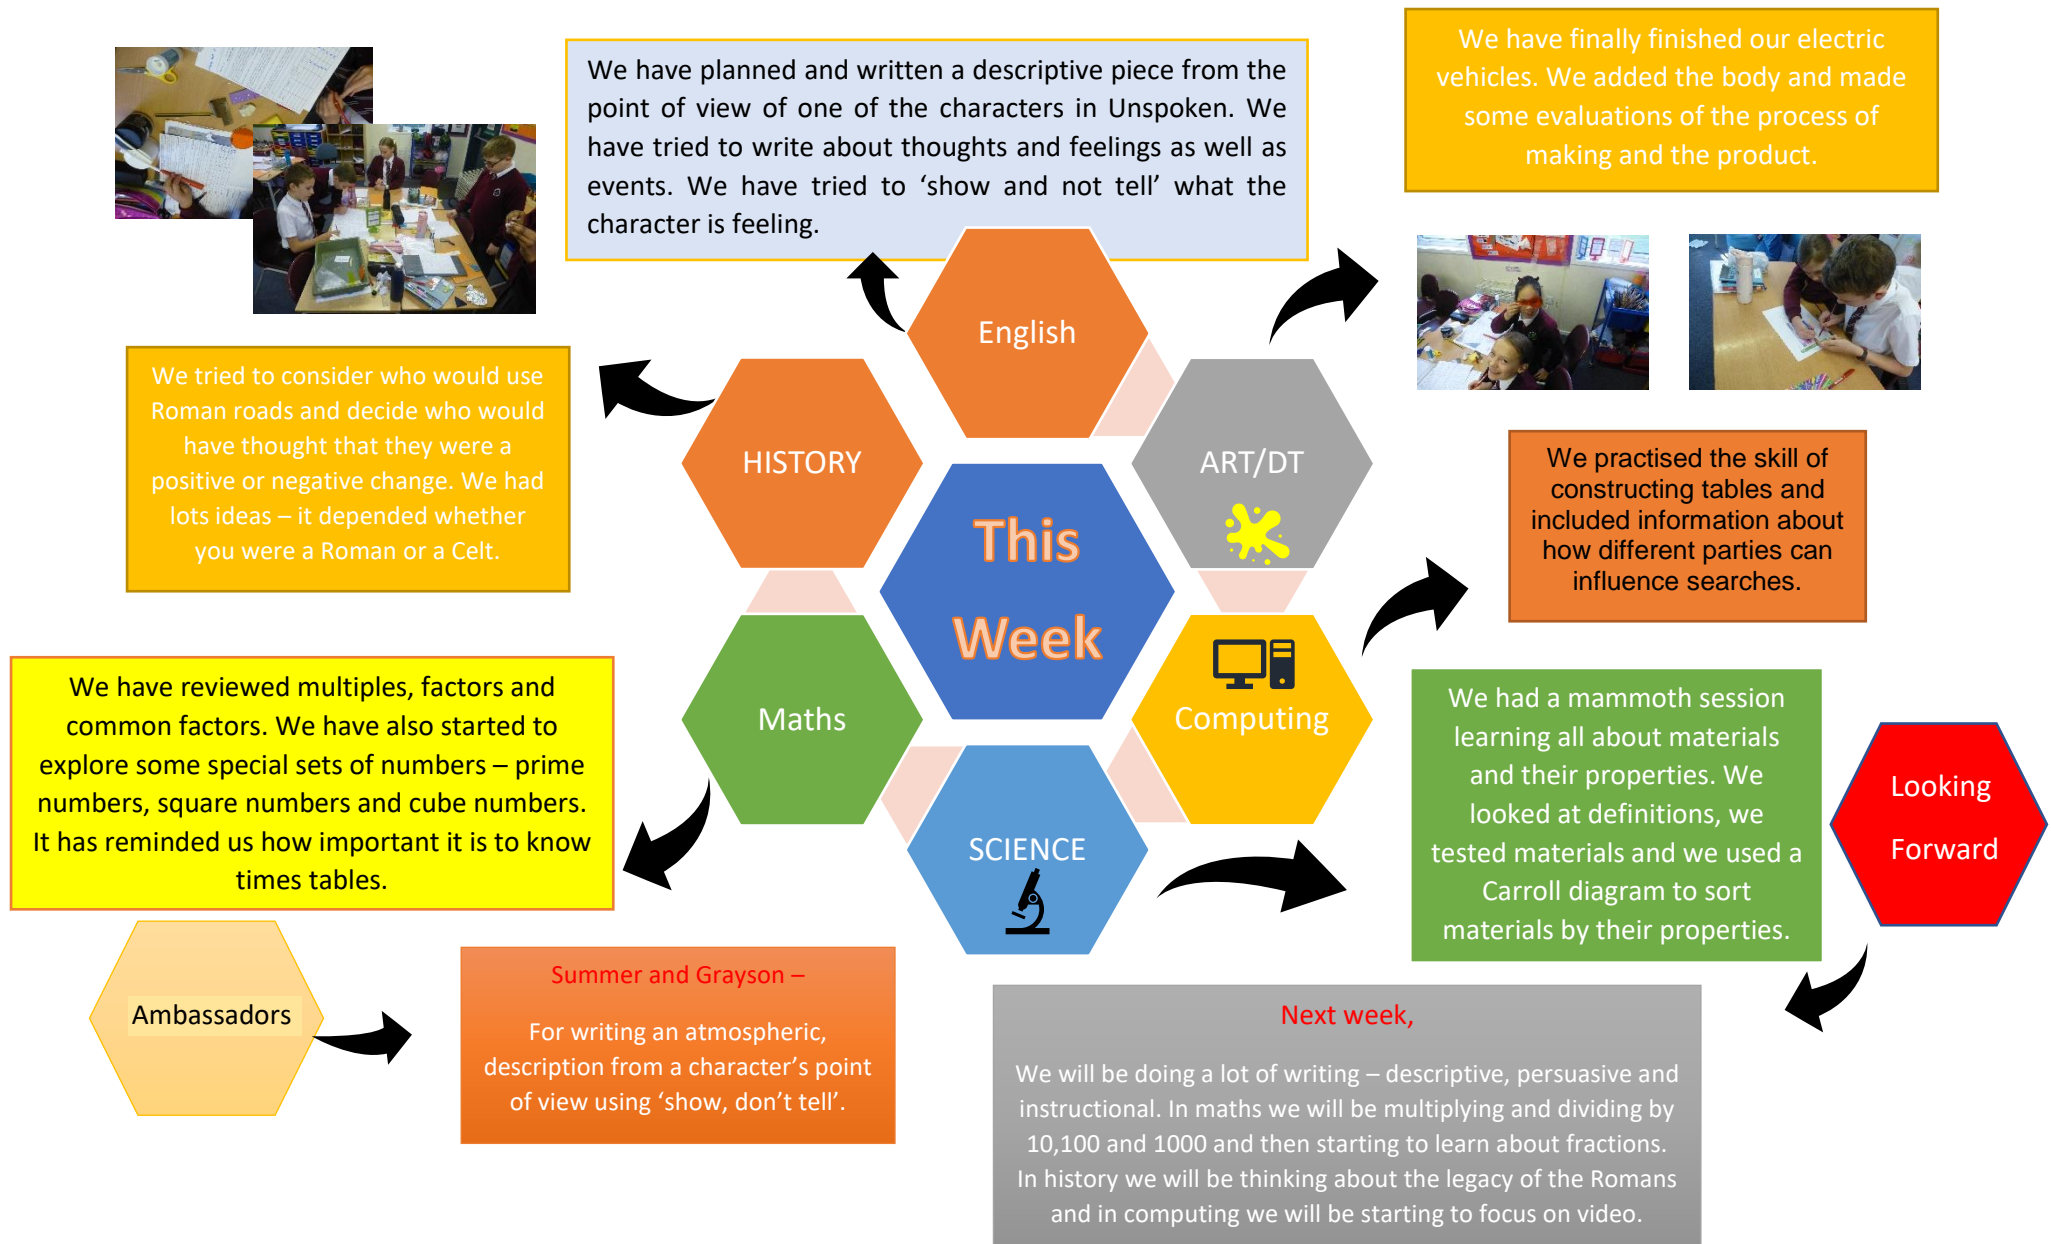 We have planned and written a descriptive piece from the
point of view of one of the characters in Unspoken. We
have tried to write about thoughts and feelings as well as
events. We have tried to ‘show and not tell’ what the
character is feeling.
We have finally finished our electric
vehicles. We added the body and made
some evaluations of the process of
making and the product.
English
HISTORY
ART/DT
We tried to consider who would use
Roman roads and decide who would
have thought that they were a
positive or negative change. We had
lots ideas – it depended whether
you were a Roman or a Celt.
This
Week
We practised the skill of
constructing tables and
included information about
how different parties can
influence searches.
Maths
Computing
SCIENCE
We have reviewed multiples, factors and
common factors. We have also started to
explore some special sets of numbers – prime
numbers, square numbers and cube numbers.
It has reminded us how important it is to know
times tables.
We had a mammoth session
learning all about materials
and their properties. We
looked at definitions, we
tested materials and we used a
Carroll diagram to sort
materials by their properties.
Looking
Forward
Ambassadors
Summer and Grayson –
For writing an atmospheric,
description from a character’s point
of view using ‘show, don’t tell’.
Next week,
We will be doing a lot of writing – descriptive, persuasive and
instructional. In maths we will be multiplying and dividing by
10,100 and 1000 and then starting to learn about fractions.
In history we will be thinking about the legacy of the Romans
and in computing we will be starting to focus on video.